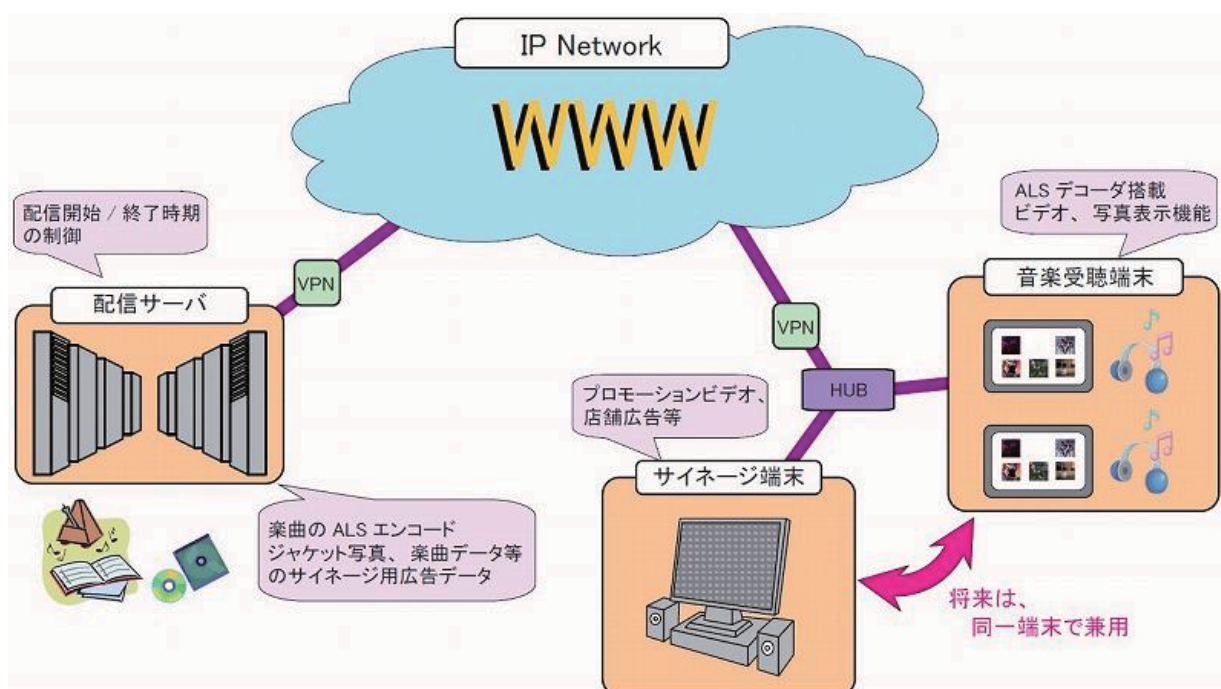 IP Network
WWW
配信開始 / 終了時期
の制御
VPN
配信サーバ
楽曲の ALS エンコード
ジャケット写真、 楽曲データ等
のサイネージ用広告データ
ALS デコーダ搭載
ビデオ、 写真表示機能
音楽受聴端末
VPN
HUB
プロモーションビデオ、
店舗広告等
サイネージ端末
将来は、
同一端末で兼用